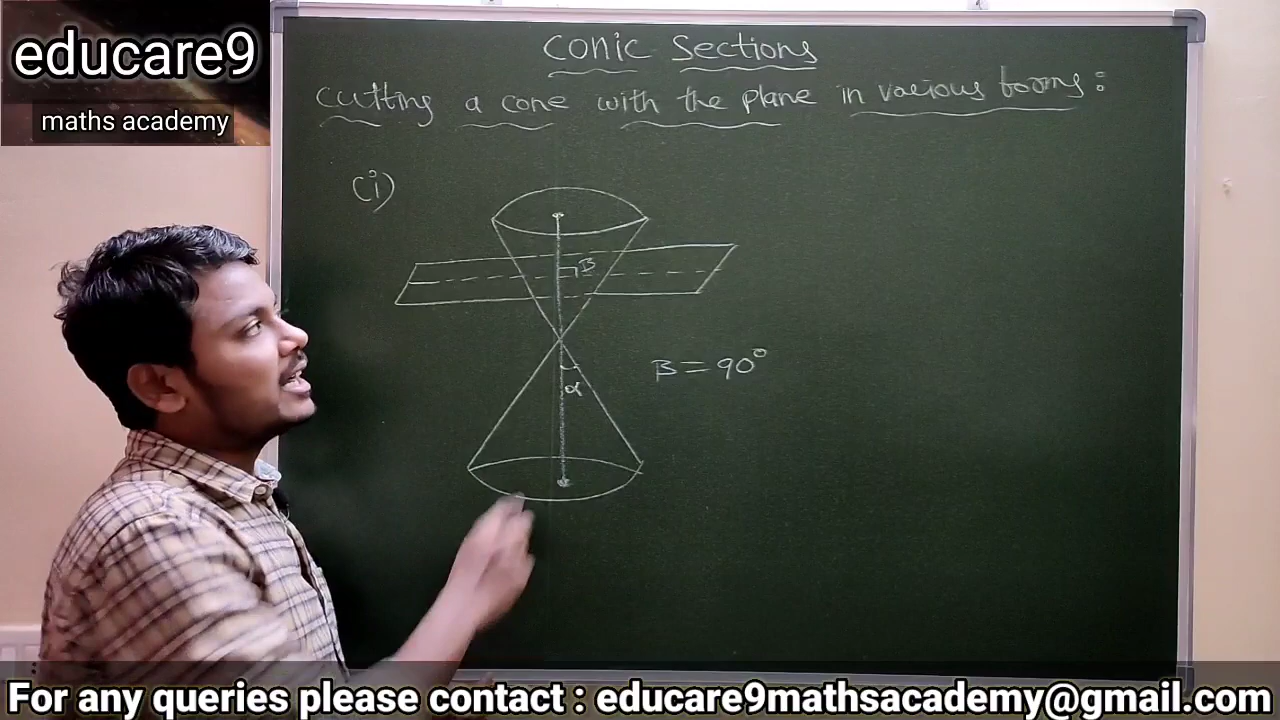 educare9
maths academy
Conic Sections
Cutting a cone with the plane in various forms:
(i)
β
β = 90°
α
For any queries please contact : educare9mathsacademy@gmail.com